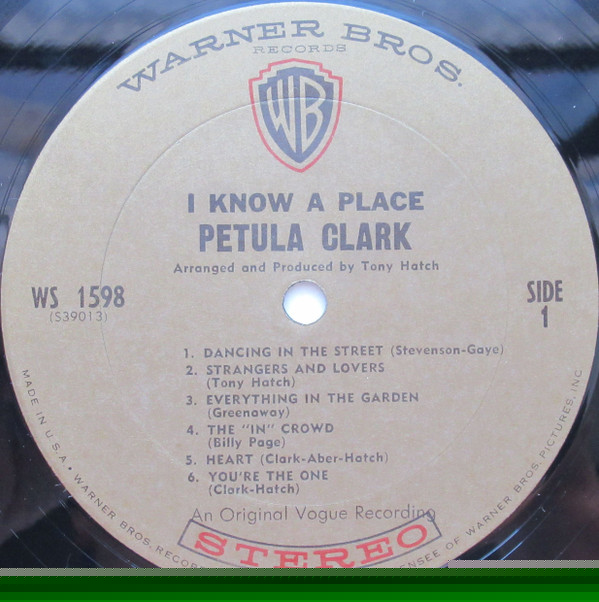 WARNER BROS.
RECORDS
WB
I KNOW A PLACE
PETULA CLARK
Arranged and Produced by Tony Hatch
WS 1598
(S39013)
SIDE
1
1. DANCING IN THE STREET (Stevenson-Gaye)
2. STRANGERS AND LOVERS
(Tony Hatch)
3. EVERYTHING IN THE GARDEN
(Greenaway)
4. THE "IN" CROWD
(Billy Page)
5. HEART (Clark-Aber-Hatch)
6. YOU'RE THE ONE
(Clark-Hatch)
An Original Vogue Recording
STEREO
MADE IN U.S.A. • WARNER BROS. RECORDS
LICENSEE OF WARNER BROS. PICTURES, INC.